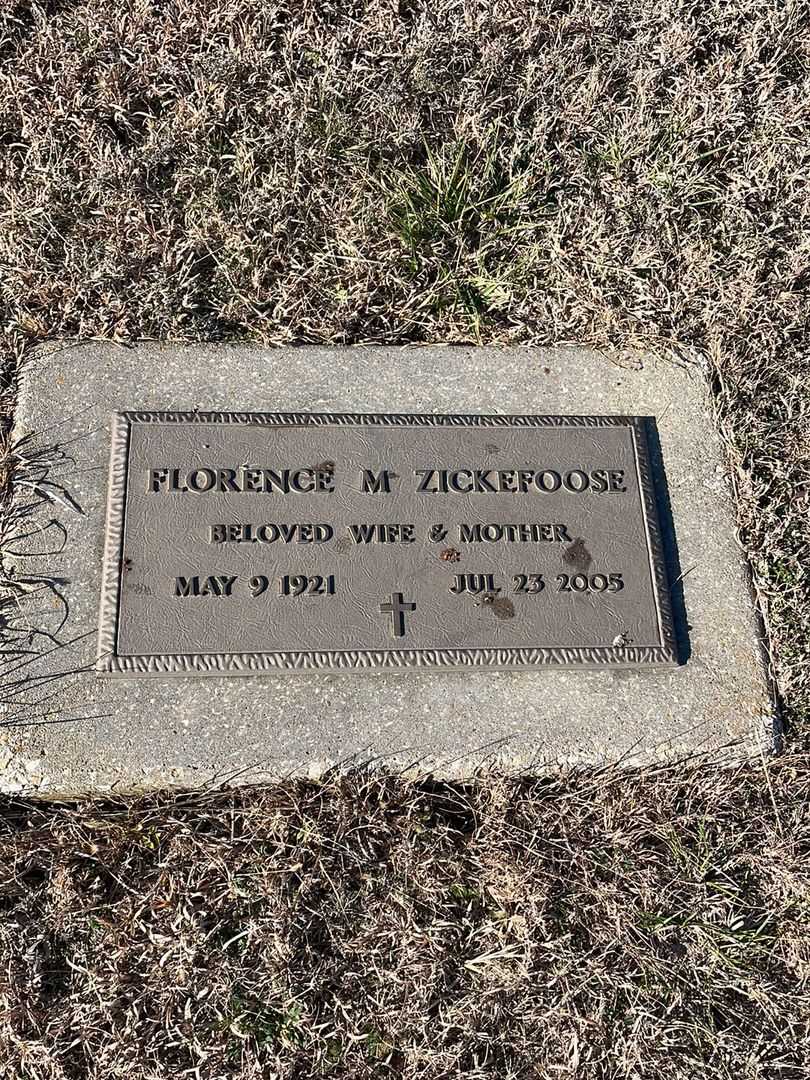 FLORENCE M ZICKEFOOSE
BELOVED WIFE & MOTHER
MAY 9 1921 JUL 23 2005